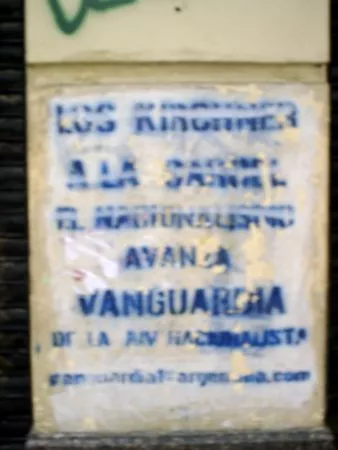 LOS KIRCHNER
A LA CARCEL
EL NACIONALISMO
AVANZA
VANGUARDIA
DE LA JUV NACIONALISTA